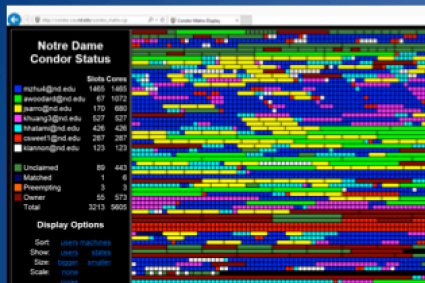 Condor Status Display
Notre Dame
Condor Status
Slots Cores
mzhu4@nd.edu 1465 1465
awoodard@nd.edu 67 1072
jsarro@nd.edu 170 680
khuang3@nd.edu 527 527
hhatami@nd.edu 426 426
csweet1@nd.edu 287 287
klannon@nd.edu 123 123
Unclaimed 89 443
Matched 1 6
Preempting 3 3
Owner 55 573
Total 3213 5605
Display Options
Sort: users machines
Show: users states
Size: bigger smaller
Scale: none